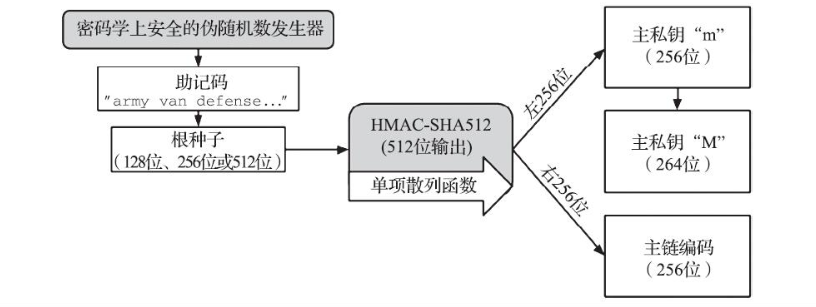 密码学上安全的伪随机数发生器
助记码
"army van defense..."
根种子
(128位、256位或512位)
HMAC-SHA512
(512位输出)
单项散列函数
左256位
右256位
主私钥“m”
(256位)
主私钥“M”
(264位)
主链编码
(256位)